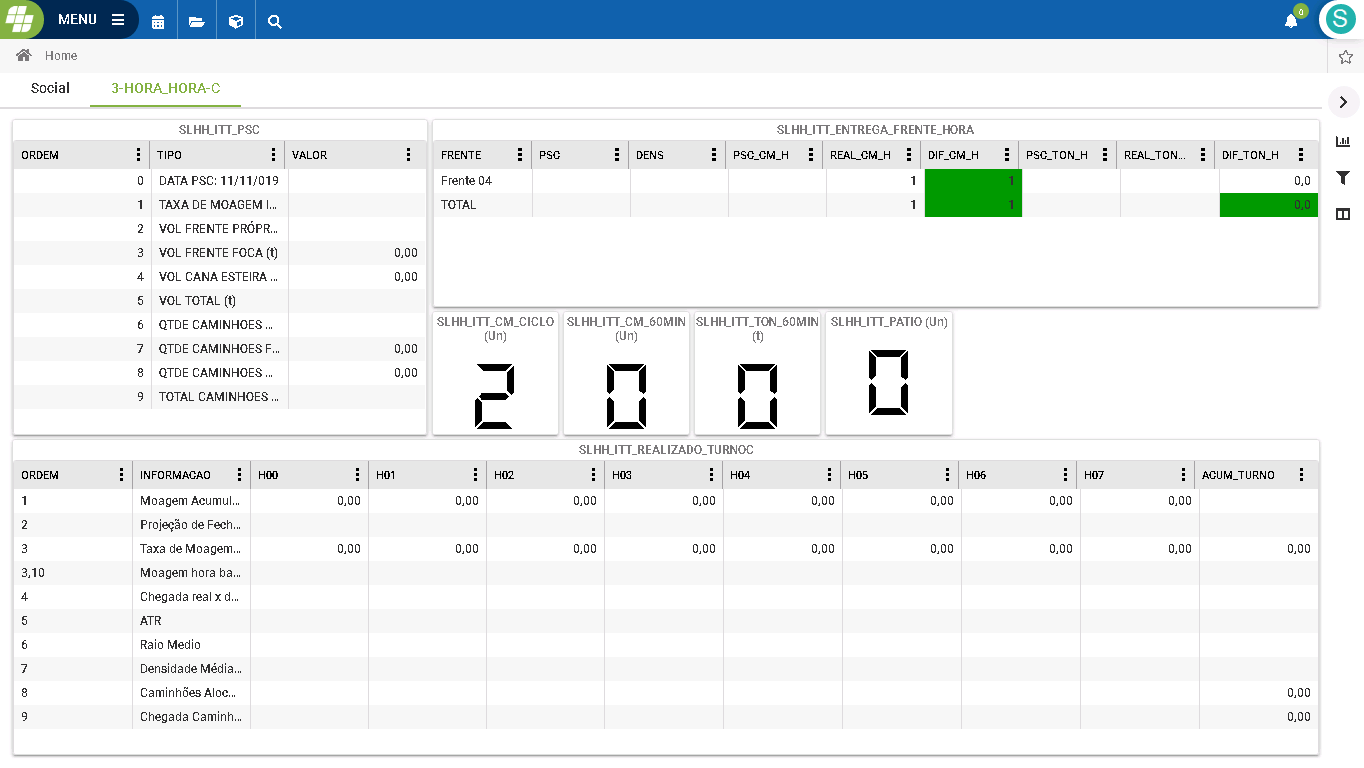 MENU
0
S
Home
Social 3-HORA_HORA-C
SLHH_ITT_PSC
ORDEM TIPO VALOR
0 DATA PSC: 11/11/019
1 TAXA DE MOAGEM I...
2 VOL FRENTE PRÓPR...
3 VOL FRENTE FOCA (t) 0,00
4 VOL CANA ESTEIRA ... 0,00
5 VOL TOTAL (t)
6 QTDE CAMINHOES ...
7 QTDE CAMINHOES F... 0,00
8 QTDE CAMINHOES ... 0,00
9 TOTAL CAMINHOES ...
SLHH_ITT_ENTREGA_FRENTE_HORA
FRENTE PSC DENS PSC_CM_H REAL_CM_H DIF_CM_H PSC_TON_H REAL_TON... DIF_TON_H
Frente 04 1 1 0,0
TOTAL 1 1 0,0
SLHH_ITT_CM_CICLO
(Un)
2
SLHH_ITT_CM_60MIN
(Un)
0
SLHH_ITT_TON_60MIN
(t)
0
SLHH_ITT_PATIO (Un)
0
SLHH_ITT_REALIZADO_TURNOC
ORDEM INFORMACAO H00 H01 H02 H03 H04 H05 H06 H07 ACUM_TURNO
1 Moagem Acumul... 0,00 0,00 0,00 0,00 0,00 0,00 0,00 0,00
2 Projeção de Fech...
3 Taxa de Moagem... 0,00 0,00 0,00 0,00 0,00 0,00 0,00 0,00 0,00
3,10 Moagem hora ba...
4 Chegada real x d...
5 ATR
6 Raio Medio
7 Densidade Média...
8 Caminhões Aloc... 0,00
9 Chegada Caminh... 0,00